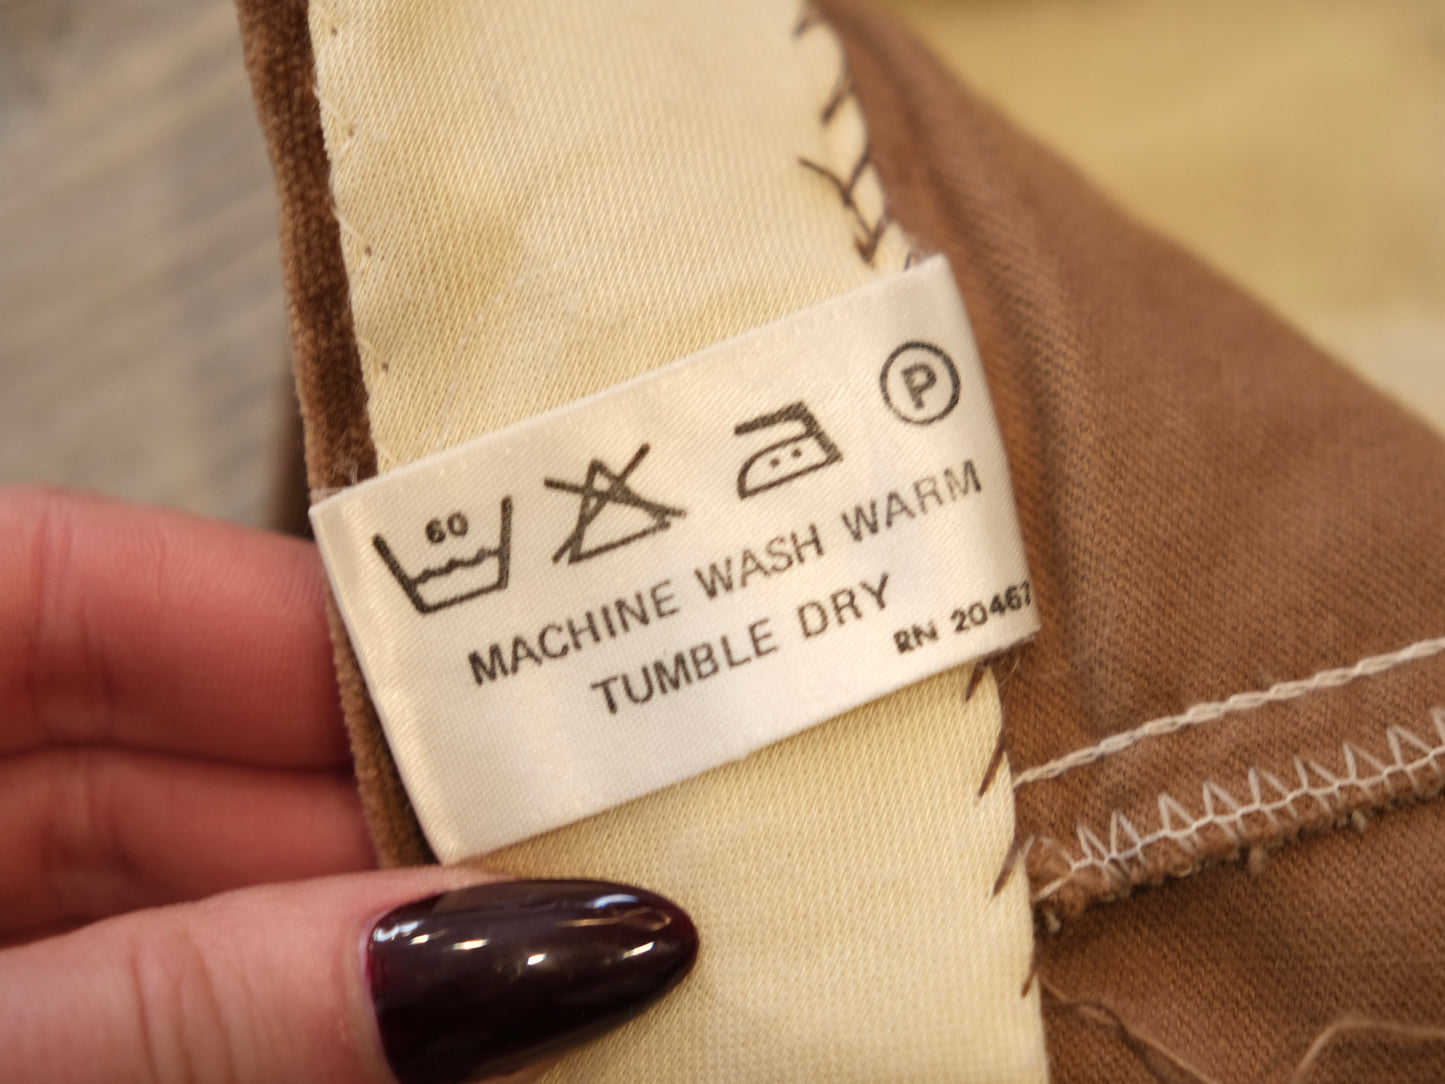 60 P
MACHINE WASH WARM
TUMBLE DRY
RN 20467